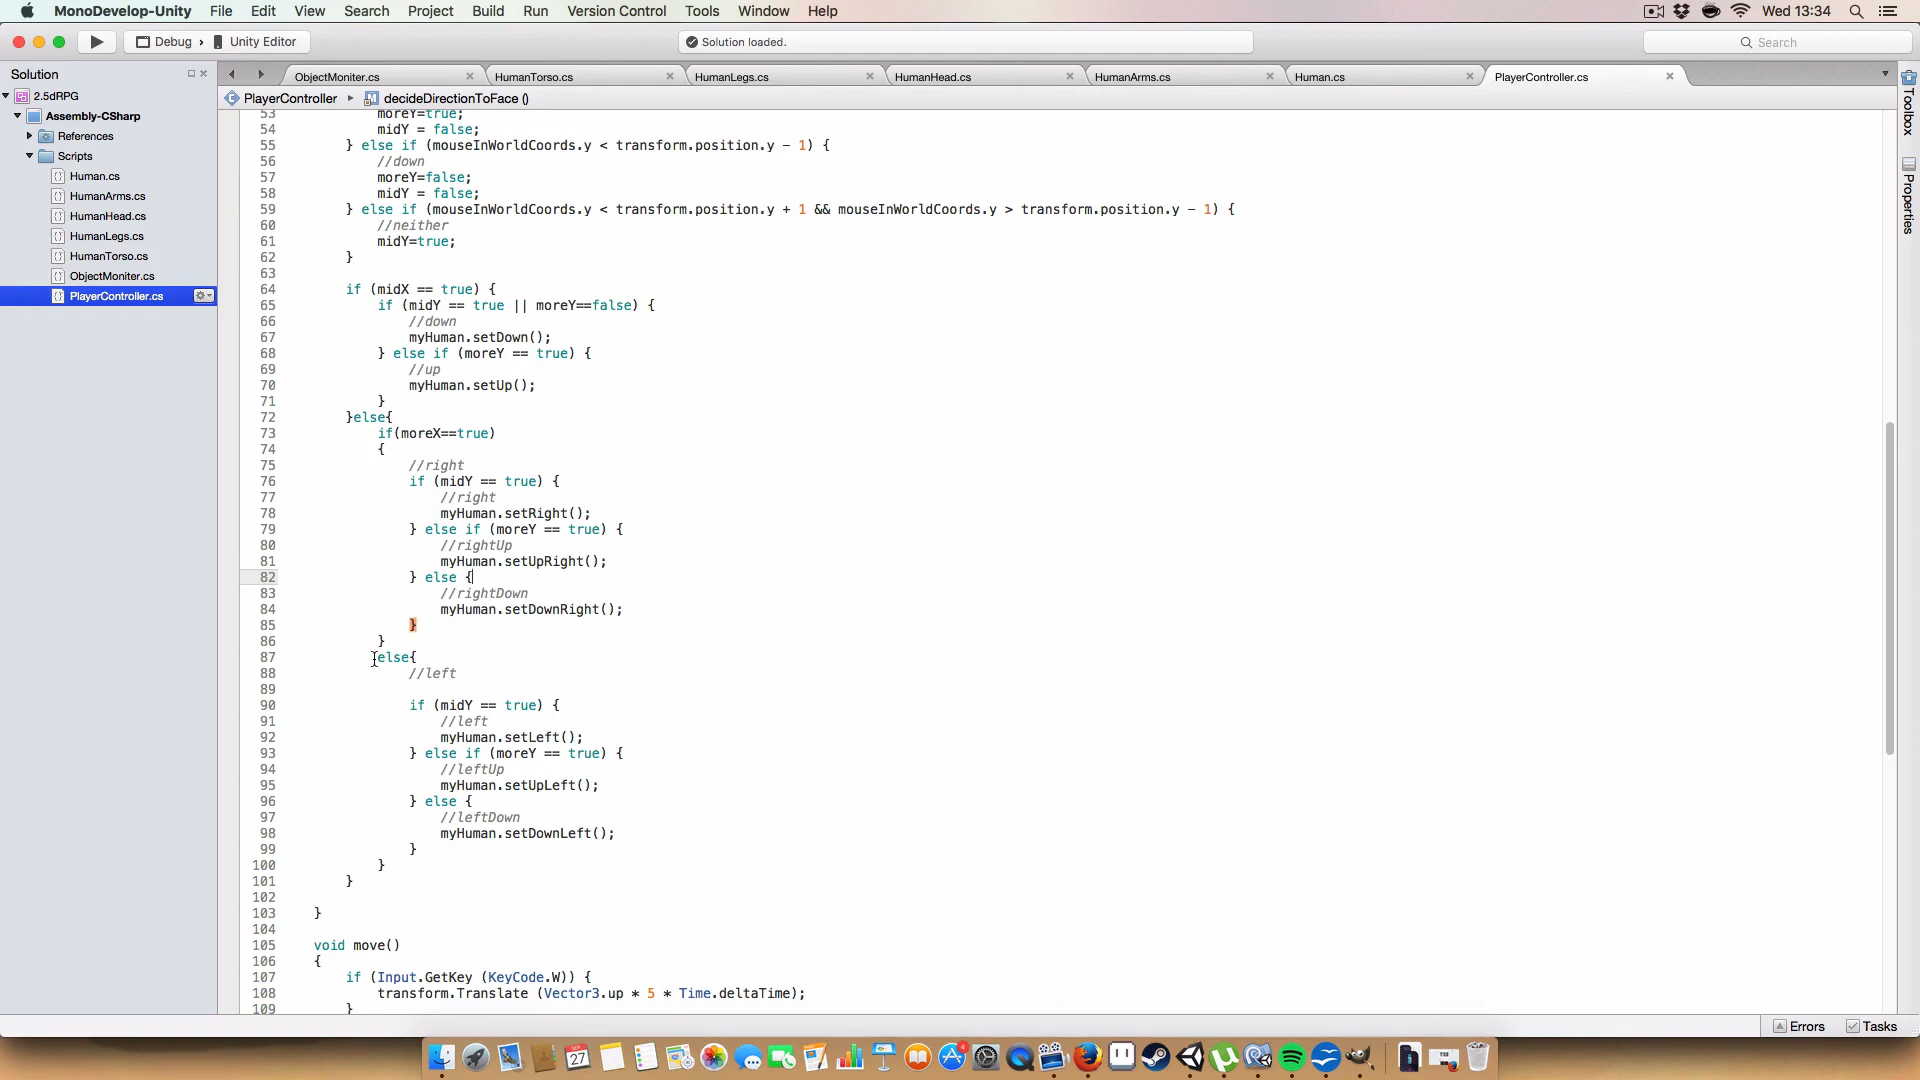 MonoDevelop-Unity File Edit View Search Project Build Run Version Control Tools Window Help Wed 13:34
Debug › Unity Editor Solution loaded. Search
Solution
ObjectMoniter.cs HumanTorso.cs HumanLegs.cs HumanHead.cs HumanArms.cs Human.cs PlayerController.cs
PlayerController decideDirectionToFace ()
2.5dRPG
Assembly-CSharp
References
Scripts
Human.cs
HumanArms.cs
HumanHead.cs
HumanLegs.cs
HumanTorso.cs
ObjectMoniter.cs
PlayerController.cs
53 moreY=true;
54 midY = false;
55 } else if (mouseInWorldCoords.y < transform.position.y - 1) {
56 //down
57 moreY=false;
58 midY = false;
59 } else if (mouseInWorldCoords.y < transform.position.y + 1 && mouseInWorldCoords.y > transform.position.y - 1) {
60 //neither
61 midY=true;
62 }
63
64 if (midX == true) {
65 if (midY == true || moreY==false) {
66 //down
67 myHuman.setDown();
68 } else if (moreY == true) {
69 //up
70 myHuman.setUp();
71 }
72 }else{
73 if(moreX==true)
74 {
75 //right
76 if (midY == true) {
77 //right
78 myHuman.setRight();
79 } else if (moreY == true) {
80 //rightUp
81 myHuman.setUpRight();
82 } else {
83 //rightDown
84 myHuman.setDownRight();
85 }
86 }
87 else{
88 //left
89
90 if (midY == true) {
91 //left
92 myHuman.setLeft();
93 } else if (moreY == true) {
94 //leftUp
95 myHuman.setUpLeft();
96 } else {
97 //leftDown
98 myHuman.setDownLeft();
99 }
100 }
101 }
102
103 }
104
105 void move()
106 {
107 if (Input.GetKey (KeyCode.W)) {
108 transform.Translate (Vector3.up * 5 * Time.deltaTime);
109 }
Toolbox
Properties
Errors Tasks
27
4